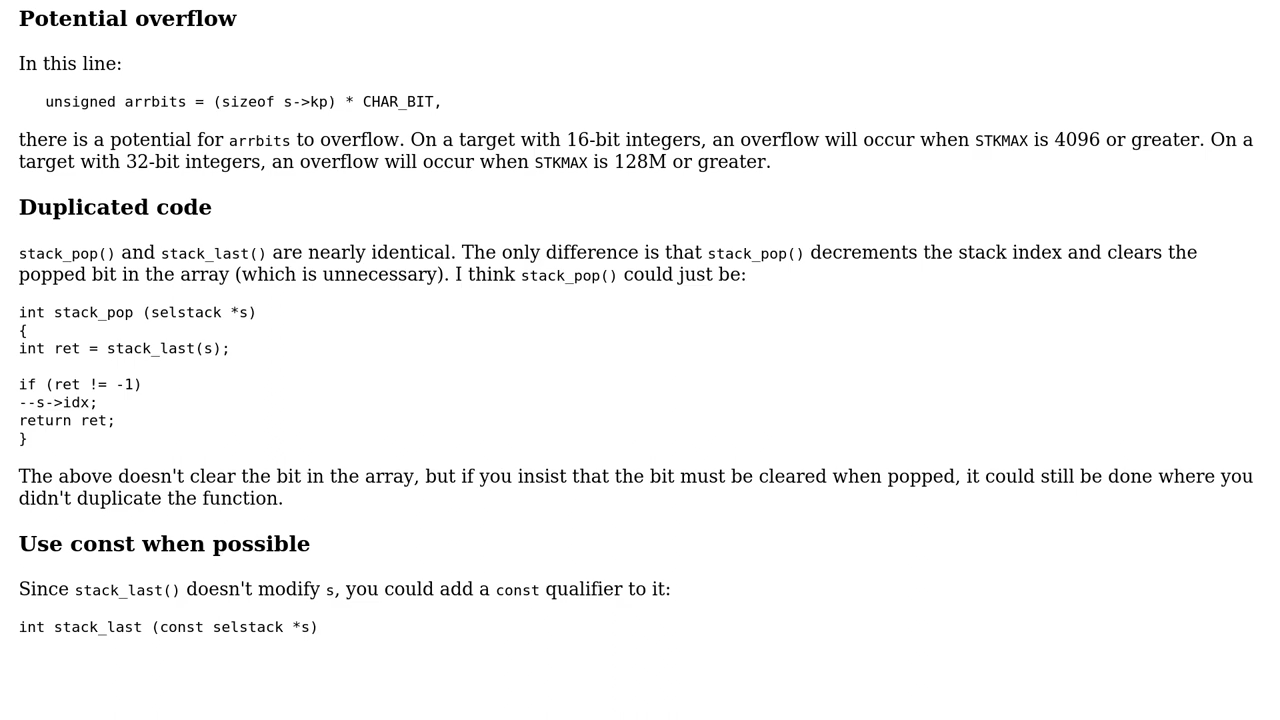 Potential overflow
In this line:
unsigned arrbits = (sizeof s->kp) * CHAR_BIT,
there is a potential for arrbits to overflow. On a target with 16-bit integers, an overflow will occur when STKMAX is 4096 or greater. On a
target with 32-bit integers, an overflow will occur when STKMAX is 128M or greater.
Duplicated code
stack_pop() and stack_last() are nearly identical. The only difference is that stack_pop() decrements the stack index and clears the
popped bit in the array (which is unnecessary). I think stack_pop() could just be:
int stack_pop (selstack *s)
{
int ret = stack_last(s);
if (ret != -1)
--s->idx;
return ret;
}
The above doesn't clear the bit in the array, but if you insist that the bit must be cleared when popped, it could still be done where you
didn't duplicate the function.
Use const when possible
Since stack_last() doesn't modify s, you could add a const qualifier to it:
int stack_last (const selstack *s)